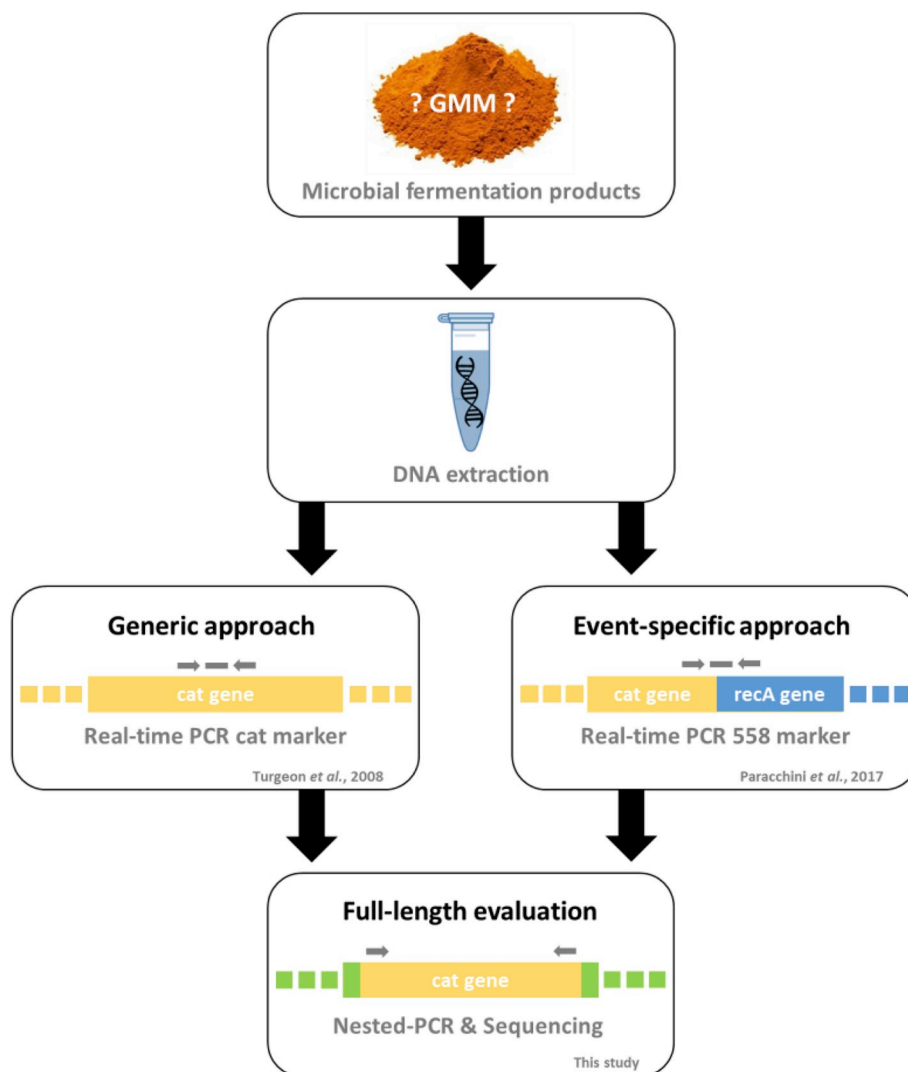 ? GMM ?
Microbial fermentation products
DNA extraction
Generic approach
cat gene
Real-time PCR cat marker
Turgeon et al., 2008
Event-specific approach
cat gene recA gene
Real-time PCR 558 marker
Paracchini et al., 2017
Full-length evaluation
cat gene
Nested-PCR & Sequencing
This study